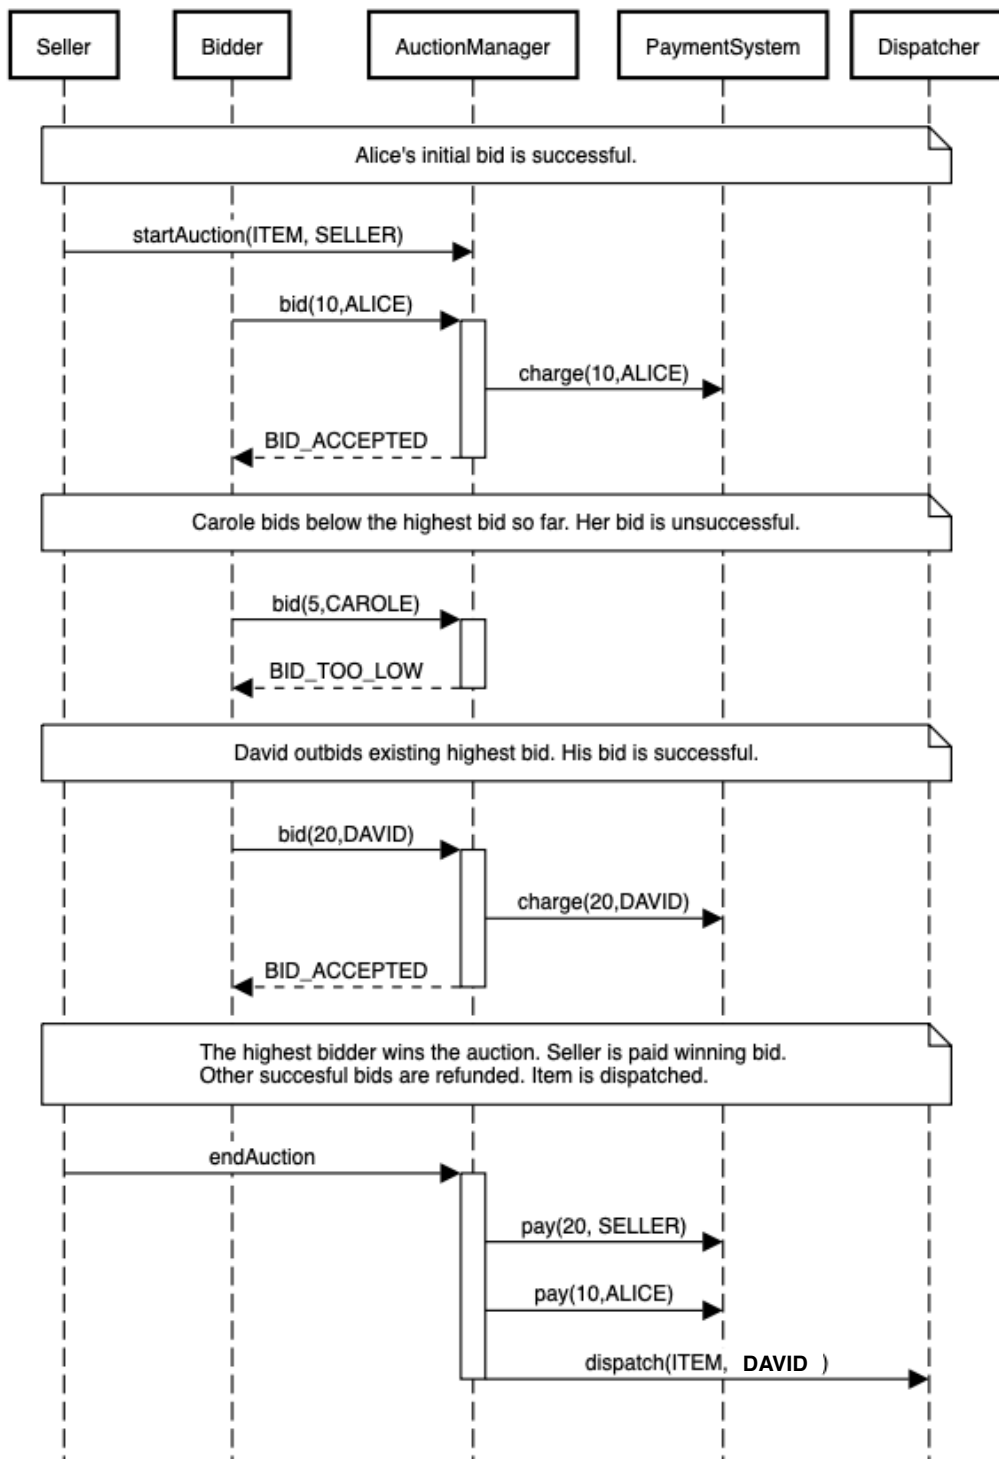 Seller
Bidder
AuctionManager
PaymentSystem
Dispatcher
Alice's initial bid is successful.
startAuction(ITEM, SELLER)
bid(10,ALICE)
charge(10,ALICE)
BID_ACCEPTED
Carole bids below the highest bid so far. Her bid is unsuccessful.
bid(5,CAROLE)
BID_TOO_LOW
David outbids existing highest bid. His bid is successful.
bid(20,DAVID)
charge(20,DAVID)
BID_ACCEPTED
The highest bidder wins the auction. Seller is paid winning bid.
Other succesful bids are refunded. Item is dispatched.
endAuction
pay(20, SELLER)
pay(10,ALICE)
dispatch(ITEM, DAVID )